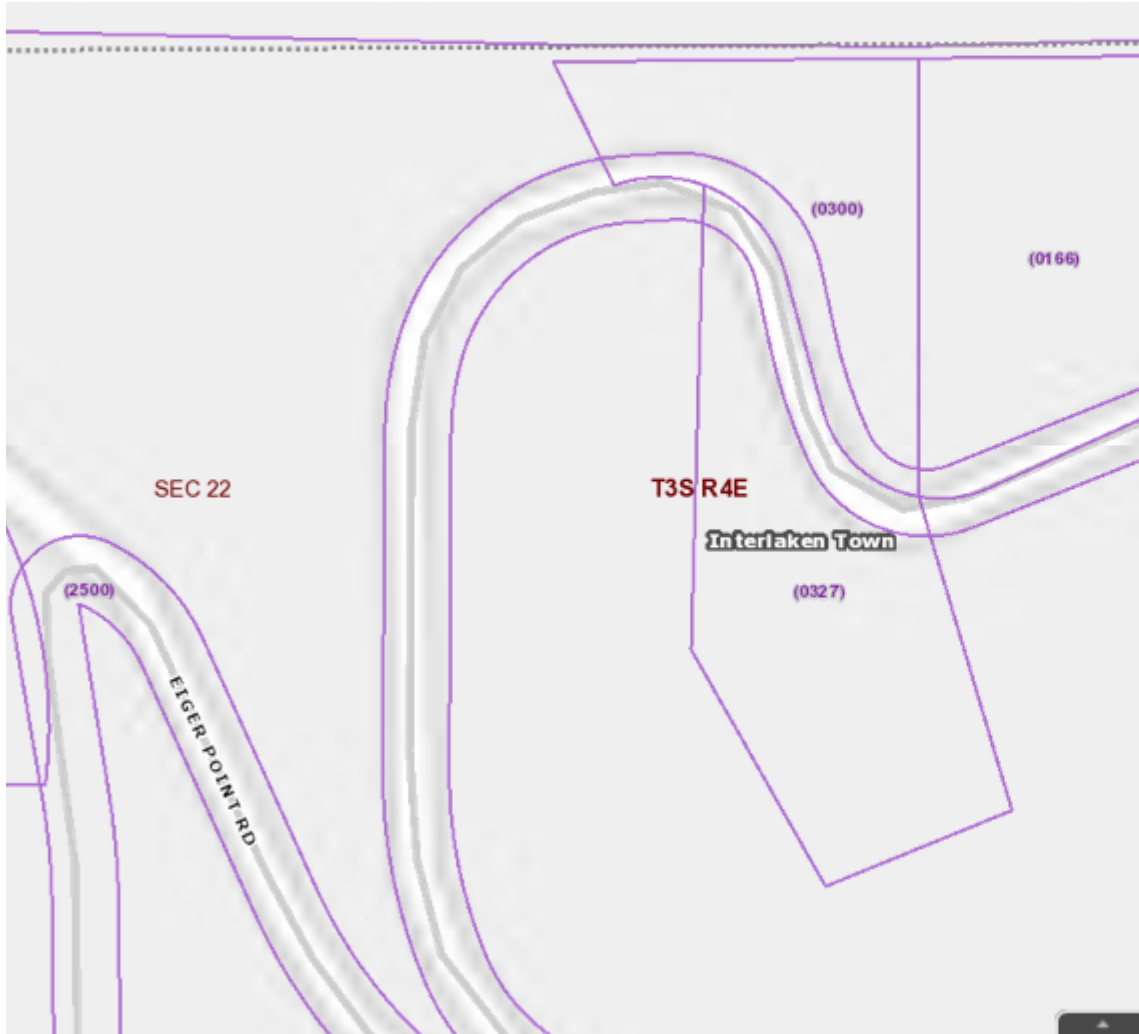 (0300)
(0166)
SEC 22
T3S R4E
Interlaken Town
(2500)
(0327)
EIGER POINT RD